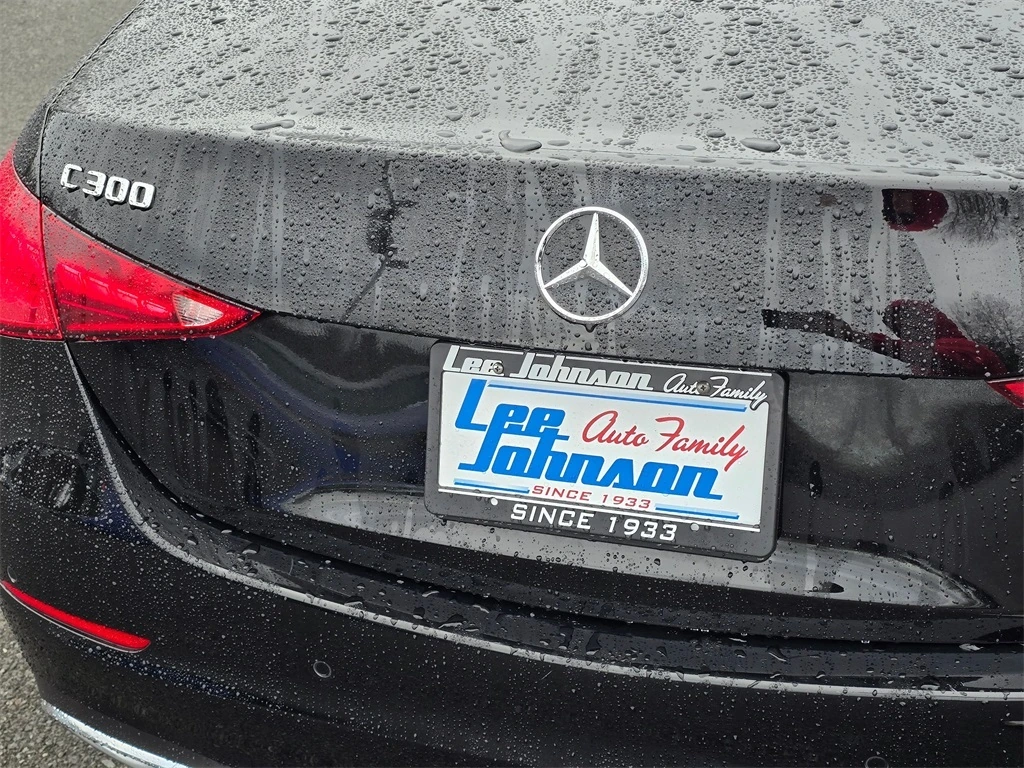 C300
Lee Johnson Auto Family
Lee Auto Family
Johnson
SINCE 1933
SINCE 1933